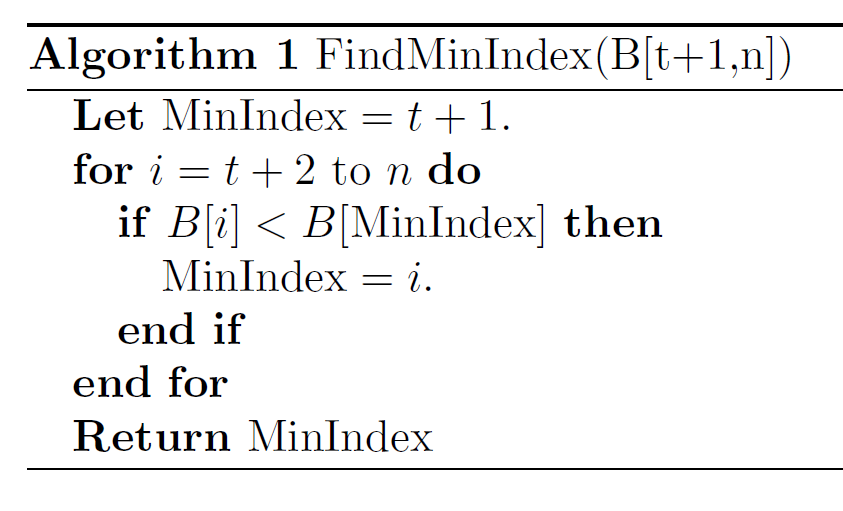 Algorithm 1 FindMinIndex(B[t+1,n])
Let MinIndex = t + 1.
for i = t + 2 to n do
if B[i] < B[MinIndex] then
MinIndex = i.
end if
end for
Return MinIndex